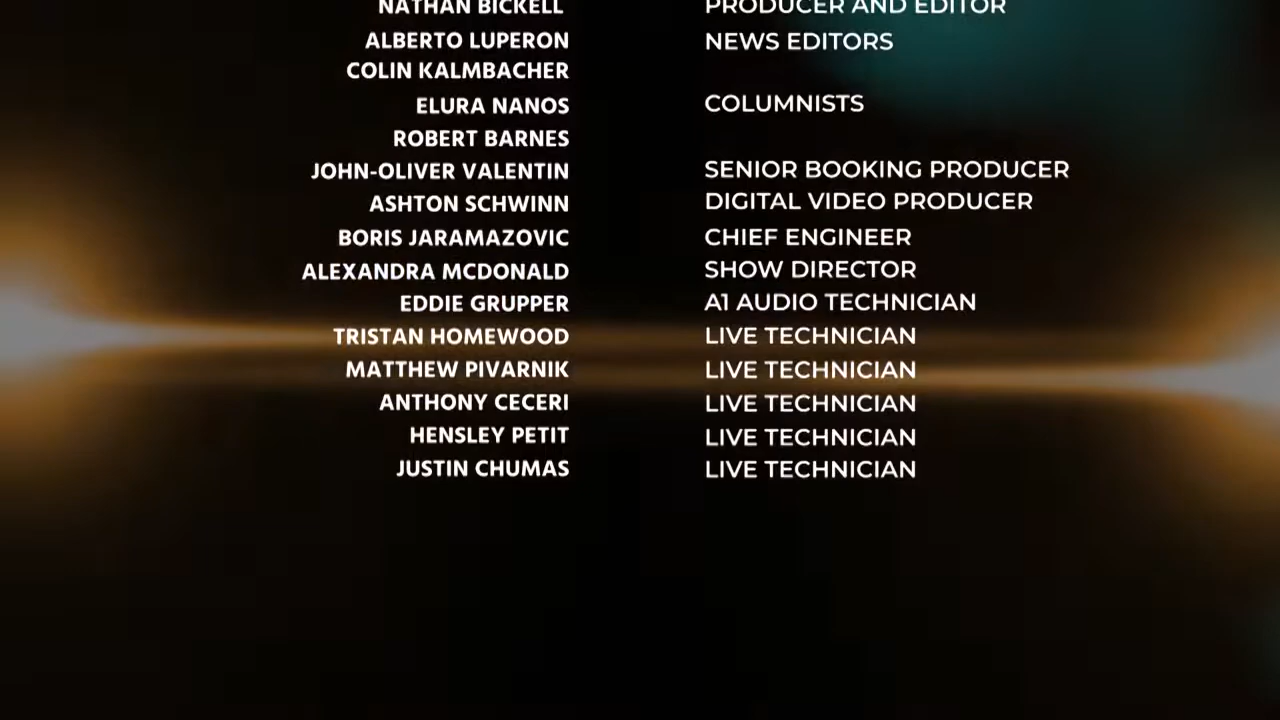 NATHAN BICKELL PRODUCER AND EDITOR
ALBERTO LUPERON NEWS EDITORS
COLIN KALMBACHER
ELURA NANOS COLUMNISTS
ROBERT BARNES
JOHN-OLIVER VALENTIN SENIOR BOOKING PRODUCER
ASHTON SCHWINN DIGITAL VIDEO PRODUCER
BORIS JARAMAZOVIC CHIEF ENGINEER
ALEXANDRA MCDONALD SHOW DIRECTOR
EDDIE GRUPPER A1 AUDIO TECHNICIAN
TRISTAN HOMEWOOD LIVE TECHNICIAN
MATTHEW PIVARNIK LIVE TECHNICIAN
ANTHONY CECERI LIVE TECHNICIAN
HENSLEY PETIT LIVE TECHNICIAN
JUSTIN CHUMAS LIVE TECHNICIAN